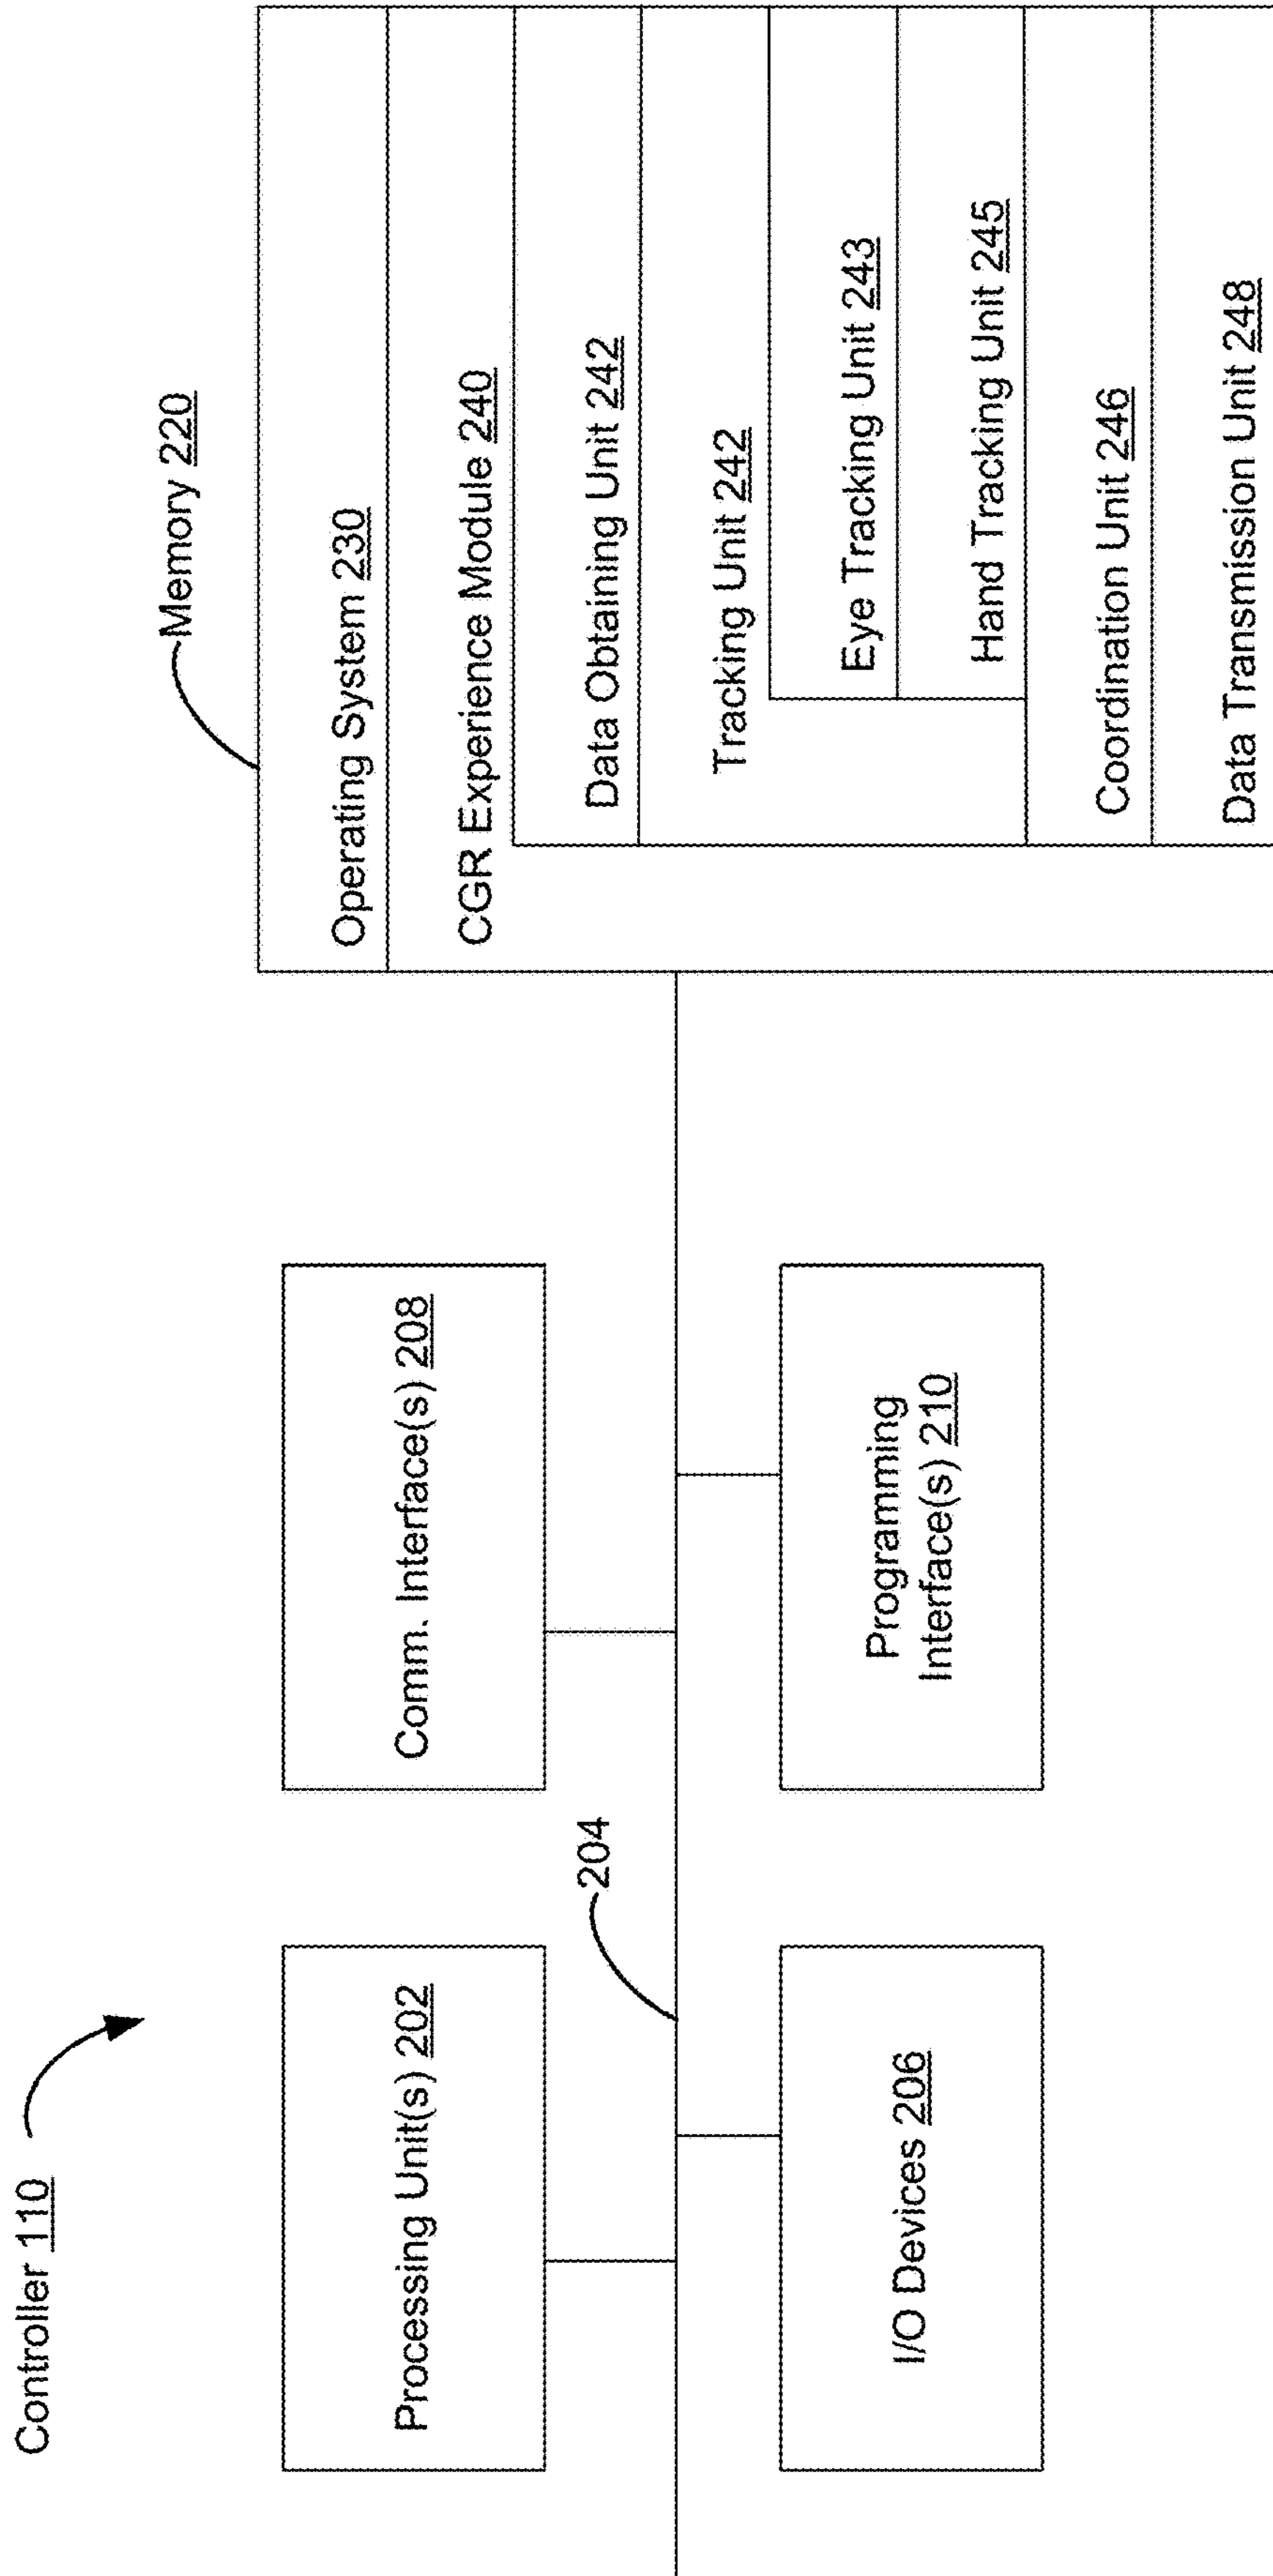 Controller 110
Memory 220
Processing Unit(s) 202
Comm. Interface(s) 208
204
I/O Devices 206
Programming
Interface(s) 210
Operating System 230
CGR Experience Module 240
Data Obtaining Unit 242
Tracking Unit 242
Eye Tracking Unit 243
Hand Tracking Unit 245
Coordination Unit 246
Data Transmission Unit 248